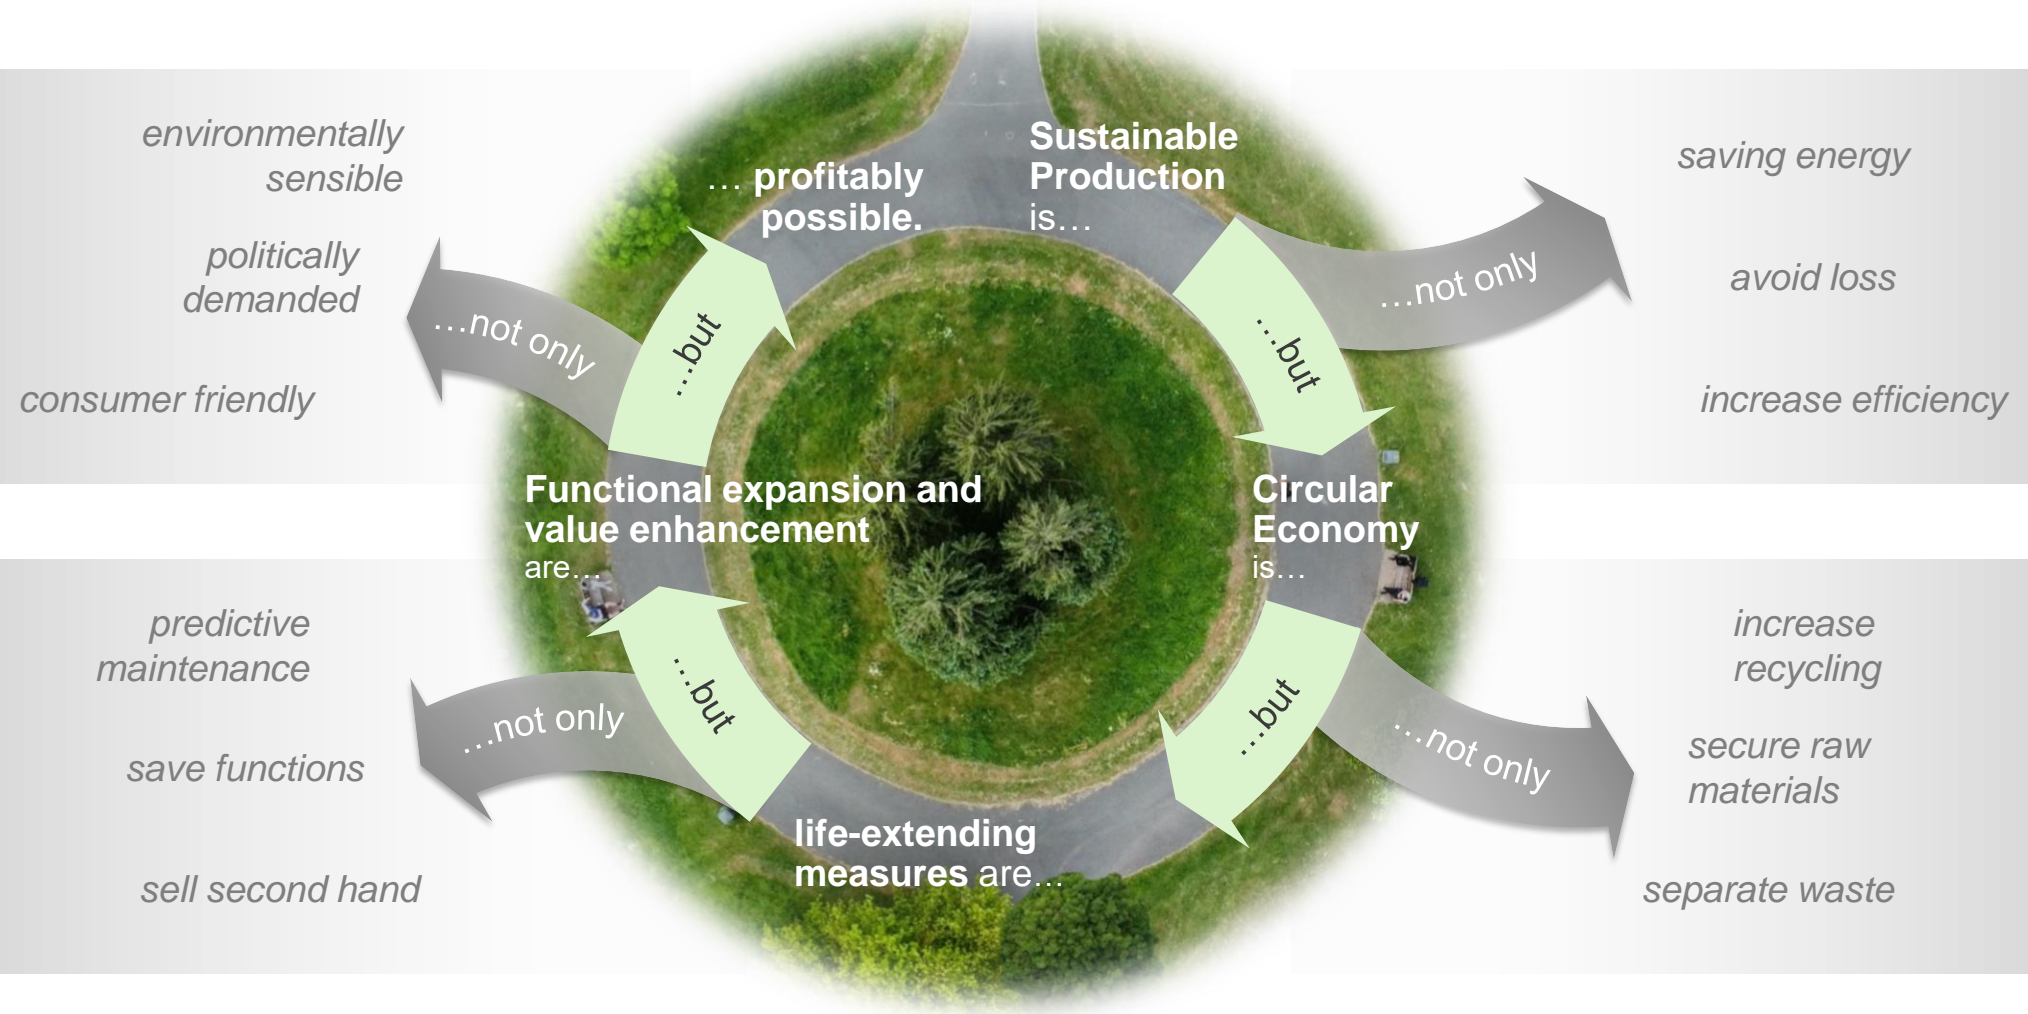 Sustainable
Production
is…
…not only
saving energy
avoid loss
increase efficiency
…but
Circular
Economy
is…
…not only
increase
recycling
secure raw
materials
separate waste
…but
life-extending
measures are…
…not only
predictive
maintenance
save functions
sell second hand
…but
Functional expansion and
value enhancement
are…
…not only
environmentally
sensible
politically
demanded
consumer friendly
…but
… profitably
possible.